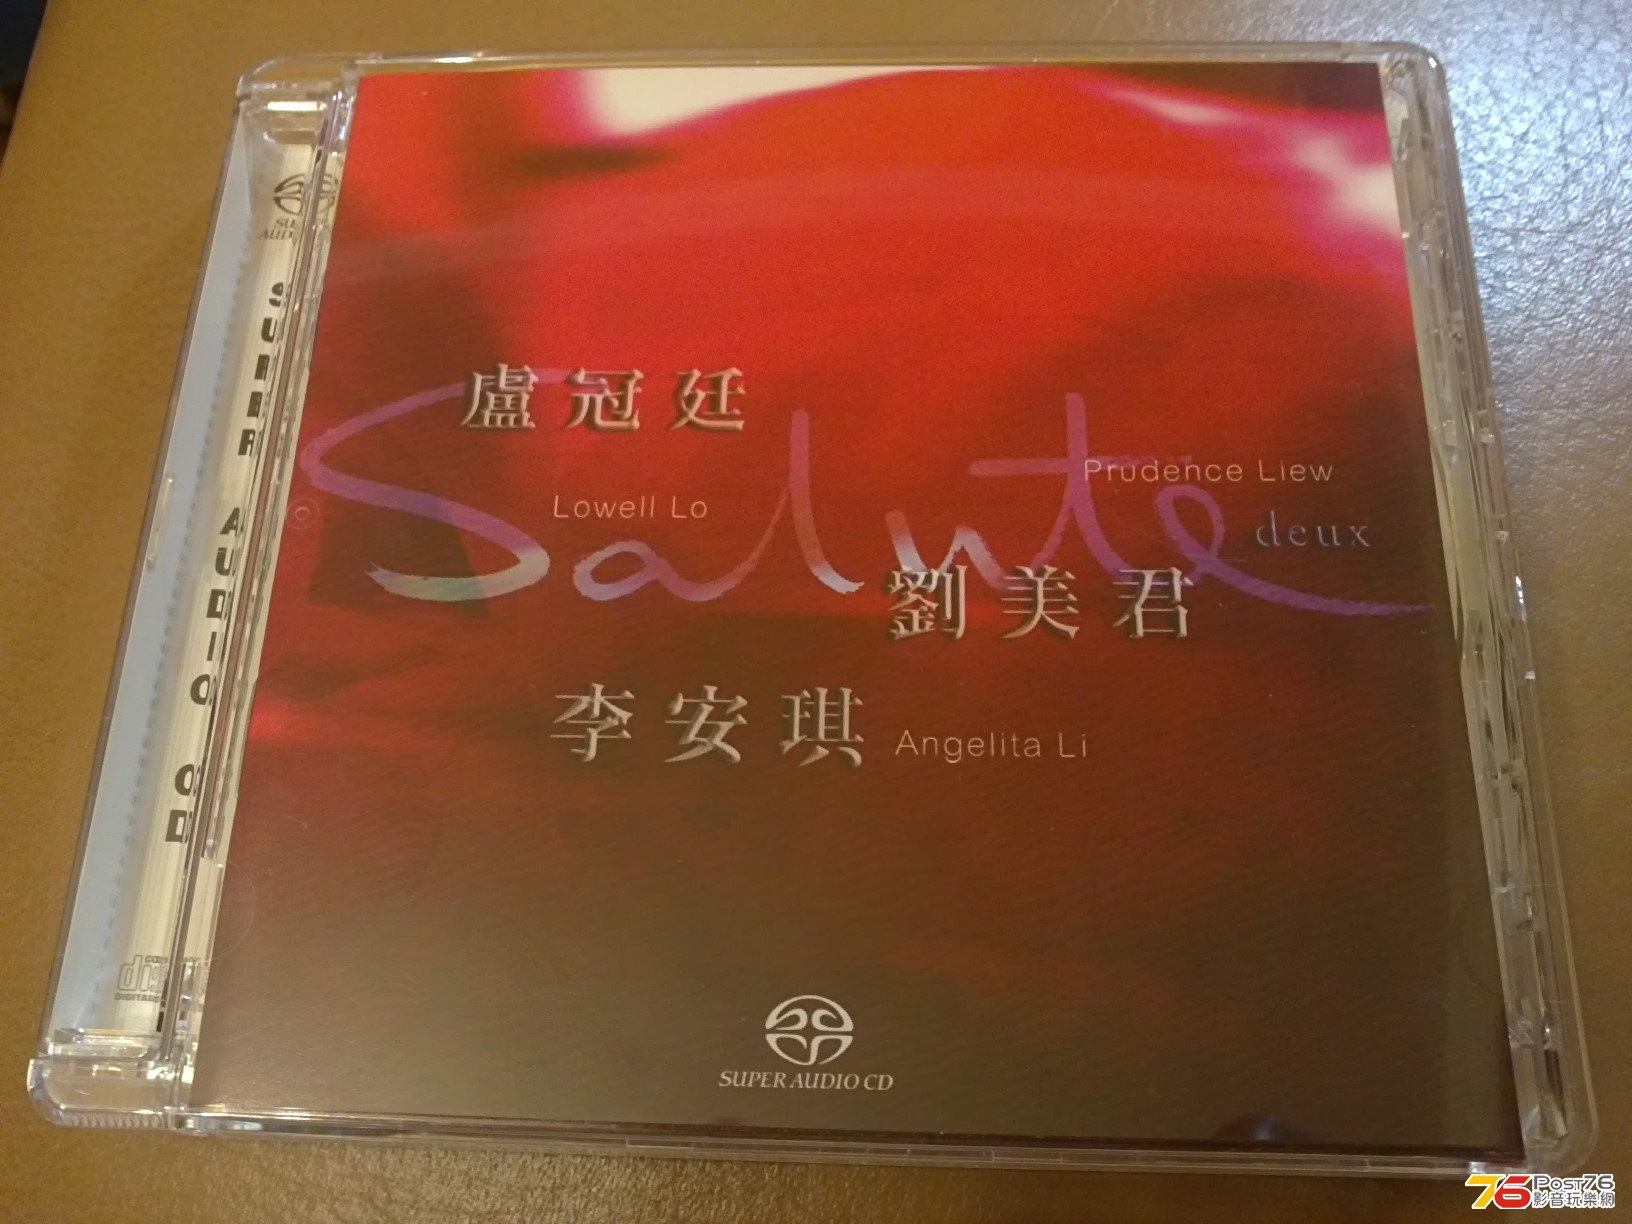 盧冠廷
Salute
Prudence Liew
Lowell Lo
deux
劉美君
李安琪 Angelita Li
SUPER AUDIO CD
SUPER AUDIO CD
76 Post76
影音玩樂網